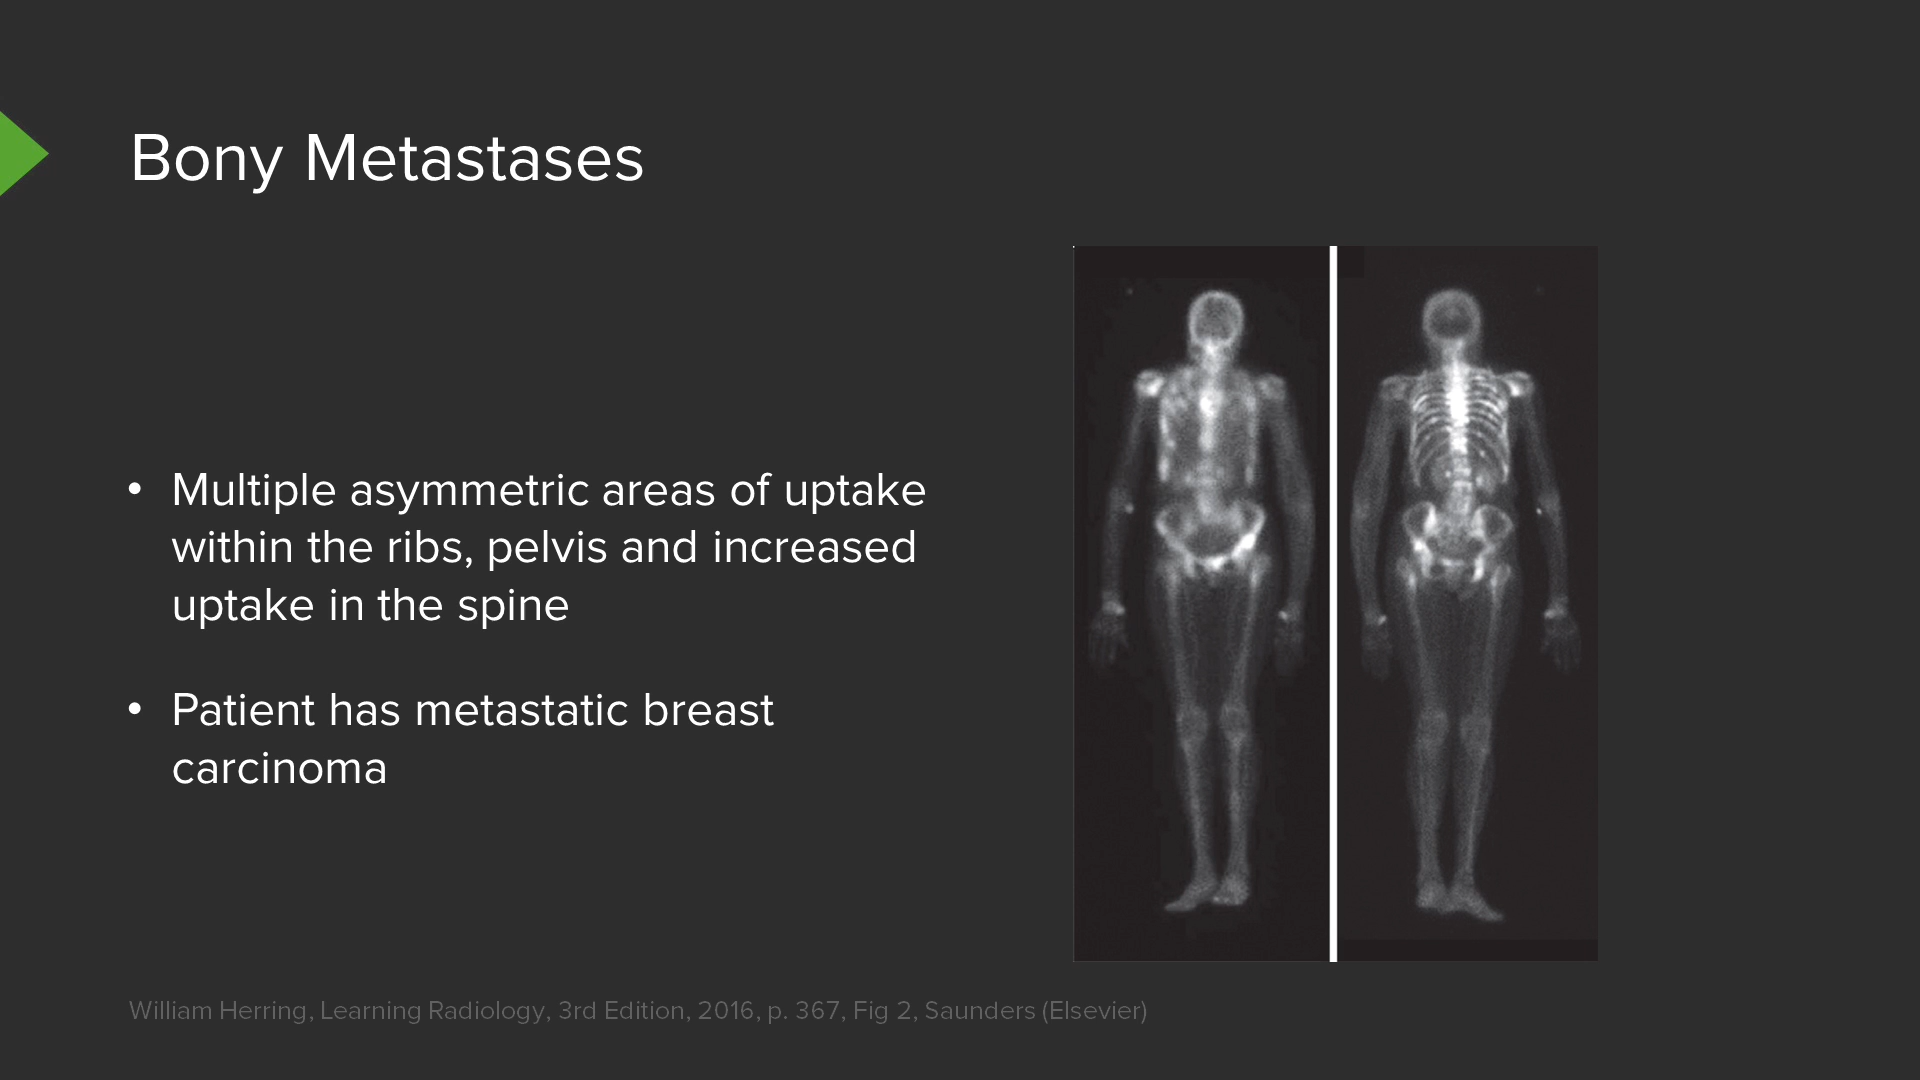 Bony Metastases
• Multiple asymmetric areas of uptake
within the ribs, pelvis and increased
uptake in the spine
• Patient has metastatic breast
carcinoma
William Herring, Learning Radiology, 3rd Edition, 2016, p. 367, Fig 2, Saunders (Elsevier)